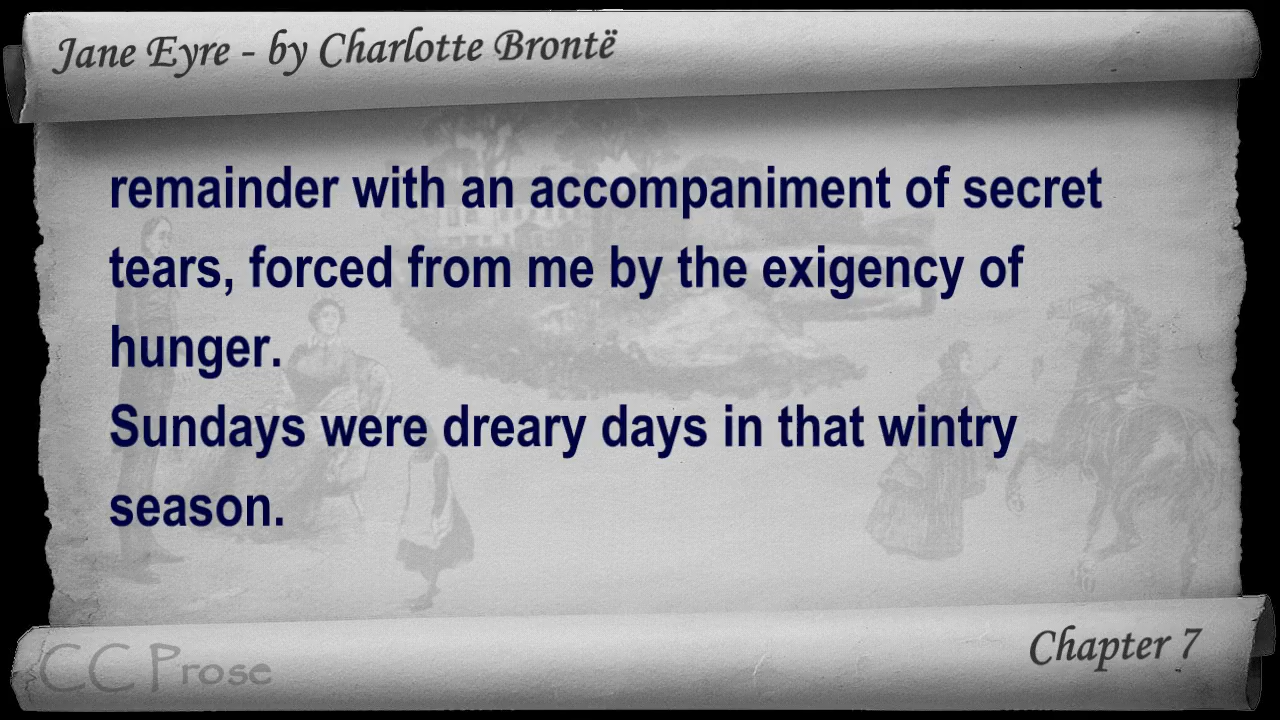 Jane Eyre - by Charlotte Brontë
remainder with an accompaniment of secret
tears, forced from me by the exigency of
hunger.
Sundays were dreary days in that wintry
season.
Chapter 7
CC Prose